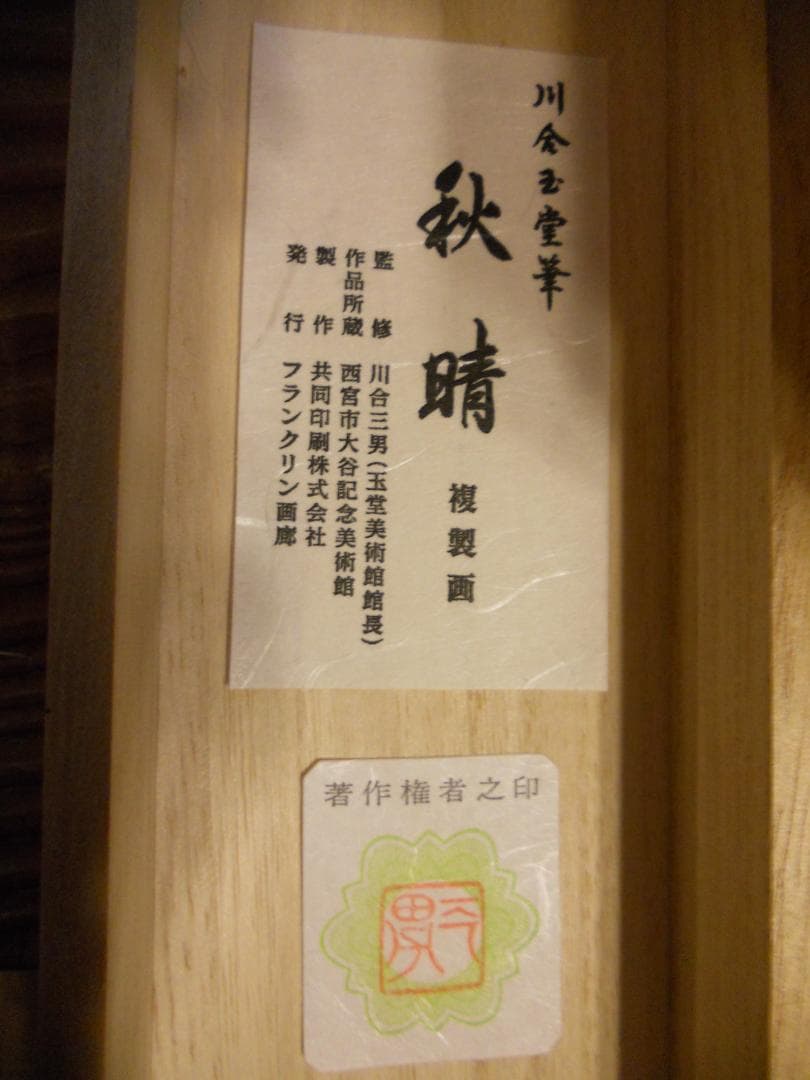 川合玉堂筆
秋晴 複製画
監修 川合三男(玉堂美術館館長)
作品所蔵 西宮市大谷記念美術館
製作 共同印刷株式会社
発行 フランクリン画廊
著作権者之印